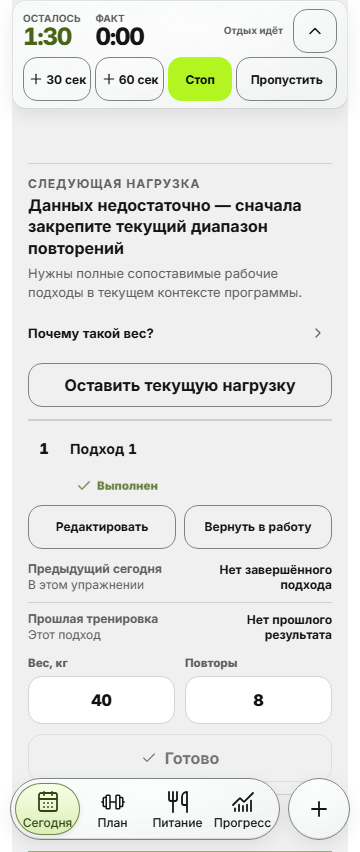 ОСТАЛОСЬ ФАКТ
1:30 0:00 Отдых идёт
+ 30 сек + 60 сек Стоп Пропустить
СЛЕДУЮЩАЯ НАГРУЗКА
Данных недостаточно — сначала
закрепите текущий диапазон
повторений
Нужны полные сопоставимые рабочие
подходы в текущем контексте программы.
Почему такой вес?
Оставить текущую нагрузку
1 Подход 1
Выполнен
Редактировать Вернуть в работу
Предыдущий сегодня Нет завершённого
В этом упражнении подхода
Прошлая тренировка Нет прошлого
Этот подход результата
Вес, кг Повторы
40 8
Готово
Сегодня План Питание Прогресс +